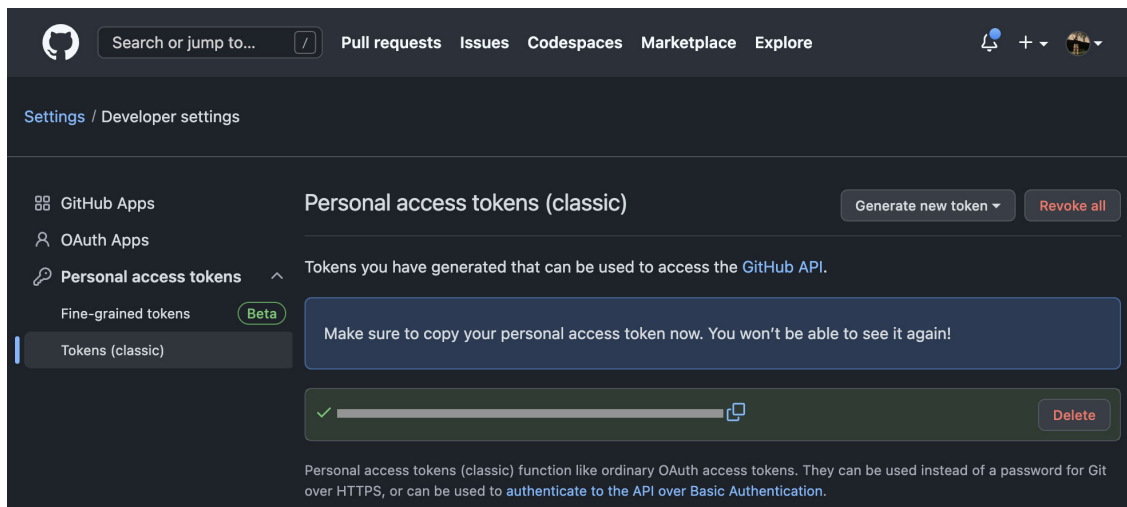 Search or jump to... /
Pull requests Issues Codespaces Marketplace Explore
Settings / Developer settings
GitHub Apps
OAuth Apps
Personal access tokens
Fine-grained tokens Beta
Tokens (classic)
Personal access tokens (classic)
Generate new token
Revoke all
Tokens you have generated that can be used to access the GitHub API.
Make sure to copy your personal access token now. You won’t be able to see it again!
Delete
Personal access tokens (classic) function like ordinary OAuth access tokens. They can be used instead of a password for Git
over HTTPS, or can be used to authenticate to the API over Basic Authentication.